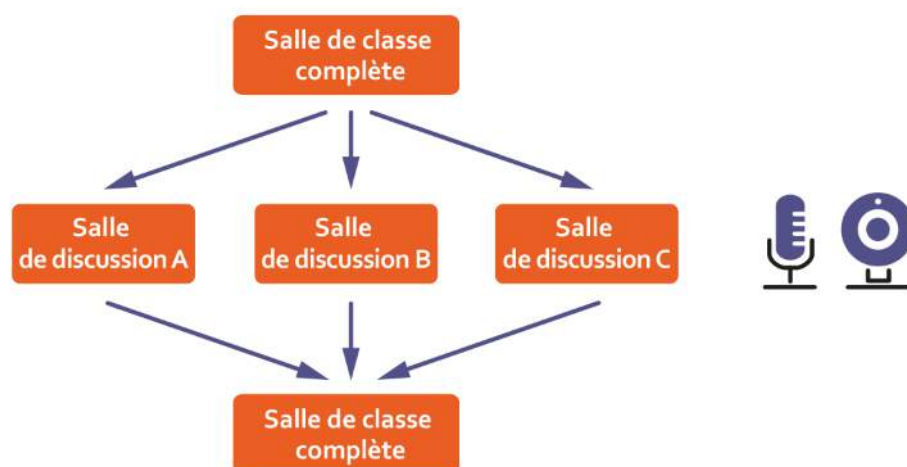 Salle de classe
complète
Salle
de discussion A
Salle
de discussion B
Salle
de discussion C
Salle de classe
complète